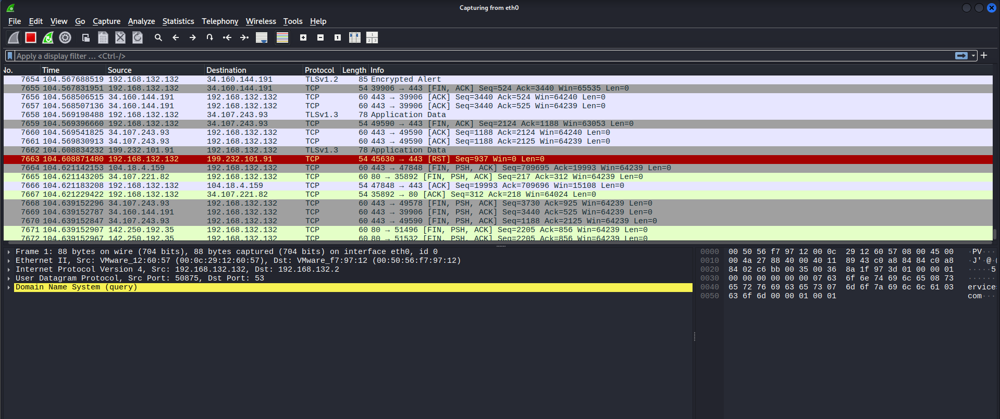 Capturing from eth0
File Edit View Go Capture Analyze Statistics Telephony Wireless Tools Help
Apply a display filter … <Ctrl-/>
No. Time Source Destination Protocol Length Info
7654 104.567688519 192.168.132.132 34.160.144.191 TLSv1.2 85 Encrypted Alert
7655 104.567831951 192.168.132.132 34.160.144.191 TCP 54 39906 → 443 [FIN, ACK] Seq=524 Ack=3440 Win=65535 Len=0
7656 104.568506515 34.160.144.191 192.168.132.132 TCP 60 443 → 39906 [ACK] Seq=3440 Ack=524 Win=64240 Len=0
7657 104.568507136 34.160.144.191 192.168.132.132 TCP 60 443 → 39906 [ACK] Seq=3440 Ack=525 Win=64239 Len=0
7658 104.569198488 192.168.132.132 34.107.243.93 TLSv1.3 78 Application Data
7659 104.569396660 192.168.132.132 34.107.243.93 TCP 54 49590 → 443 [FIN, ACK] Seq=2124 Ack=1188 Win=63053 Len=0
7660 104.569541825 34.107.243.93 192.168.132.132 TCP 60 443 → 49590 [ACK] Seq=1188 Ack=2124 Win=64240 Len=0
7661 104.569830913 34.107.243.93 192.168.132.132 TCP 60 443 → 49590 [ACK] Seq=1188 Ack=2125 Win=64239 Len=0
7662 104.608834232 199.232.101.91 192.168.132.132 TLSv1.3 78 Application Data
7663 104.608871480 192.168.132.132 199.232.101.91 TCP 54 45630 → 443 [RST] Seq=937 Win=0 Len=0
7664 104.621142153 104.18.4.159 192.168.132.132 TCP 60 443 → 47848 [FIN, PSH, ACK] Seq=709695 Ack=19993 Win=64239 Len=0
7665 104.621143205 34.107.221.82 192.168.132.132 TCP 60 80 → 35892 [FIN, PSH, ACK] Seq=217 Ack=312 Win=64239 Len=0
7666 104.621183208 192.168.132.132 104.18.4.159 TCP 54 47848 → 443 [ACK] Seq=19993 Ack=709696 Win=15108 Len=0
7667 104.621229422 192.168.132.132 34.107.221.82 TCP 54 35892 → 80 [ACK] Seq=312 Ack=218 Win=64024 Len=0
7668 104.639152296 34.107.243.93 192.168.132.132 TCP 60 443 → 49578 [FIN, PSH, ACK] Seq=3730 Ack=925 Win=64239 Len=0
7669 104.639152787 34.160.144.191 192.168.132.132 TCP 60 443 → 39906 [FIN, PSH, ACK] Seq=3440 Ack=525 Win=64239 Len=0
7670 104.639152847 34.107.243.93 192.168.132.132 TCP 60 443 → 49590 [FIN, PSH, ACK] Seq=1188 Ack=2125 Win=64239 Len=0
7671 104.639152907 142.250.192.35 192.168.132.132 TCP 60 80 → 51496 [FIN, PSH, ACK] Seq=2205 Ack=856 Win=64239 Len=0
7672 104.639152967 142.250.192.35 192.168.132.132 TCP 60 80 → 51532 [FIN, PSH, ACK] Seq=2205 Ack=856 Win=64239 Len=0
Frame 1: 88 bytes on wire (704 bits), 88 bytes captured (704 bits) on interface eth0, id 0
Ethernet II, Src: VMware_12:60:57 (00:0c:29:12:60:57), Dst: VMware_f7:97:12 (00:50:56:f7:97:12)
Internet Protocol Version 4, Src: 192.168.132.132, Dst: 192.168.132.2
User Datagram Protocol, Src Port: 50875, Dst Port: 53
Domain Name System (query)
0000 00 50 56 f7 97 12 00 0c 29 12 60 57 08 00 45 00 ·PV···
0010 00 4a 27 88 40 00 40 11 89 43 c0 a8 84 84 c0 a8 ·J'·@·
0020 84 02 c6 bb 00 35 00 36 8a 1f 97 3d 01 00 00 01 ·····5
0030 00 00 00 00 00 00 07 63 6f 6e 74 69 6c 65 08 73 ······
0040 65 72 76 69 63 65 73 07 6d 6f 7a 69 6c 6c 61 03 ervices
0050 63 6f 6d 00 00 01 00 01 com···